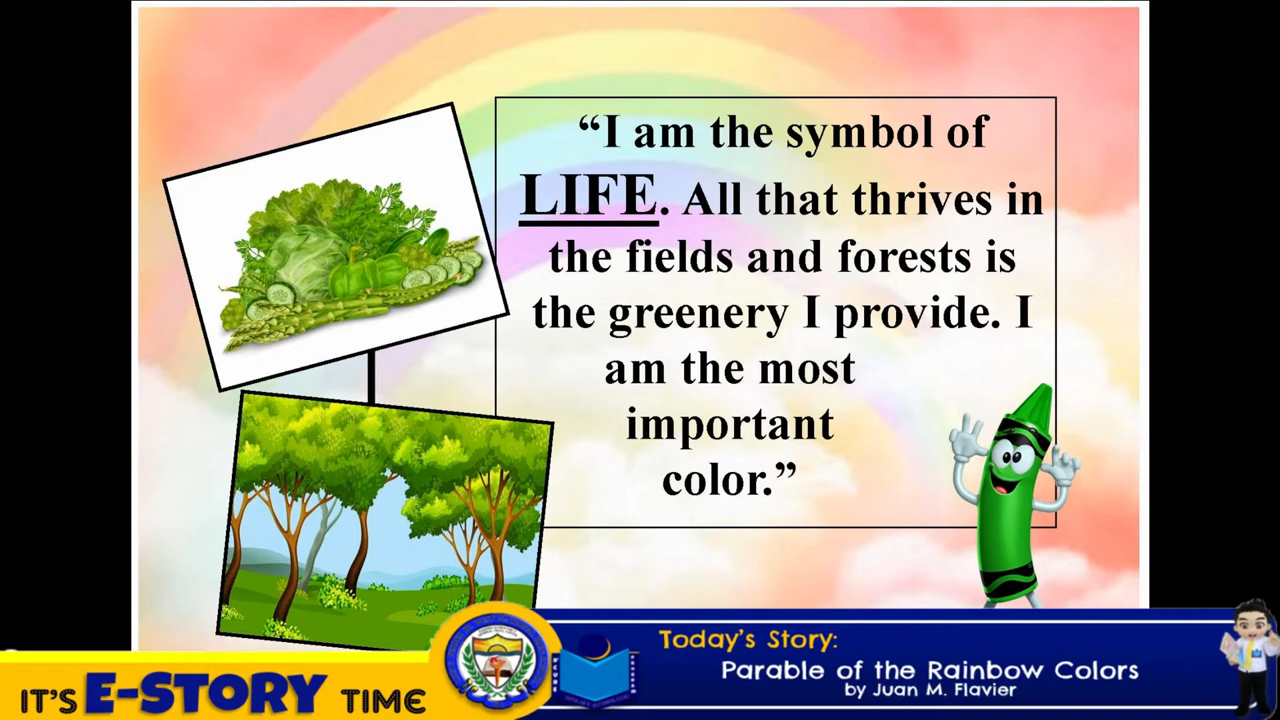 “I am the symbol of
LIFE. All that thrives in
the fields and forests is
the greenery I provide. I
am the most
important
color.”
Today's Story:
Parable of the Rainbow Colors
by Juan M. Flavier
IT'S E-STORY TIME